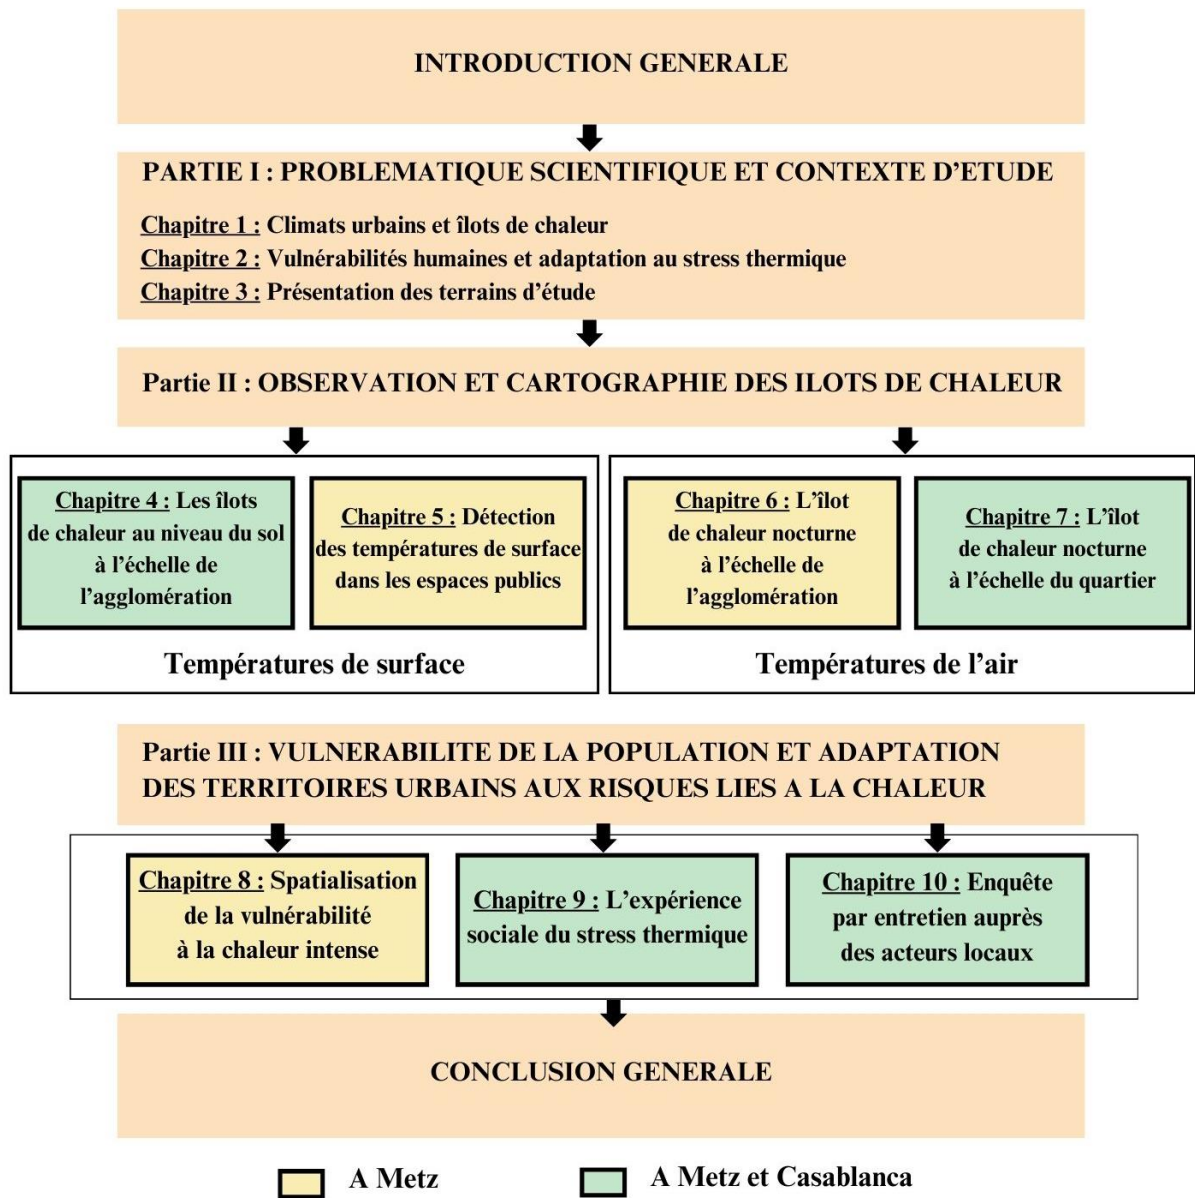 INTRODUCTION GENERALE
PARTIE I : PROBLEMATIQUE SCIENTIFIQUE ET CONTEXTE D'ETUDE
Chapitre 1 : Climats urbains et îlots de chaleur
Chapitre 2 : Vulnérabilités humaines et adaptation au stress thermique
Chapitre 3 : Présentation des terrains d'étude
Partie II : OBSERVATION ET CARTOGRAPHIE DES ILOTS DE CHALEUR
Chapitre 4 : Les îlots
de chaleur au niveau du sol
à l'échelle de
l'agglomération
Chapitre 5 : Détection
des températures de surface
dans les espaces publics
Températures de surface
Chapitre 6 : L'îlot
de chaleur nocturne
à l'échelle de
l'agglomération
Chapitre 7 : L'îlot
de chaleur nocturne
à l'échelle du quartier
Températures de l'air
Partie III : VULNERABILITE DE LA POPULATION ET ADAPTATION
DES TERRITOIRES URBAINS AUX RISQUES LIES A LA CHALEUR
Chapitre 8 : Spatialisation
de la vulnérabilité
à la chaleur intense
Chapitre 9 : L'expérience
sociale du stress thermique
Chapitre 10 : Enquête
par entretien auprès
des acteurs locaux
CONCLUSION GENERALE
A Metz
A Metz et Casablanca